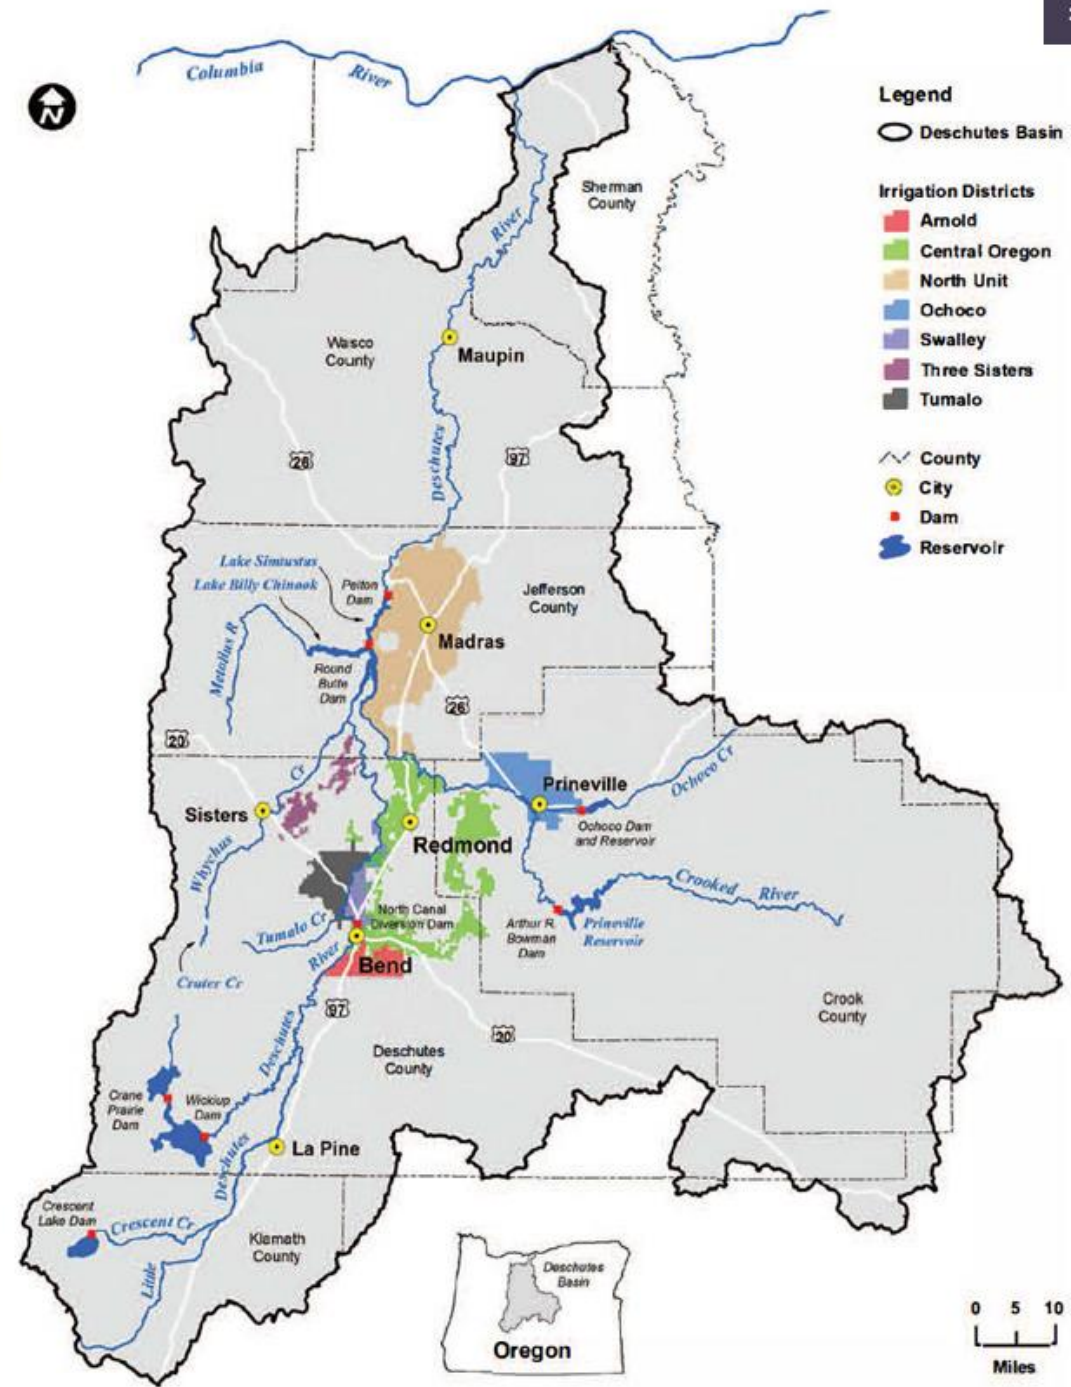 Columbia
River
N
Legend
Deschutes Basin
Irrigation Districts
Arnold
Central Oregon
North Unit
Ochoco
Swalley
Three Sisters
Tumalo
County
City
Dam
Reservoir
Sherman
County
River
Wasco
County
Maupin
26
97
Deschutes
Lake Simtustus
Lake Billy Chinook
Pelton
Dam
Jefferson
County
Madras
Metolius R
Round
Butte
Dam
26
20
Cr
Prineville
Ochoco Cr
Sisters
Redmond
Ochoco Dam
and Reservoir
Whychus
Crooked River
North Canal
Diversion Dam
Arthur R.
Bowman
Dam
Prineville
Reservoir
Tumalo Cr
River
Bend
Crater Cr
97
20
Crook
County
Deschutes
Deschutes
County
Crane
Prairie
Dam
Wickiup
Dam
La Pine
Deschutes
Crescent
Lake Dam
Crescent Cr
Klamath
County
Little
Deschutes
Basin
Oregon
0 5 10
Miles